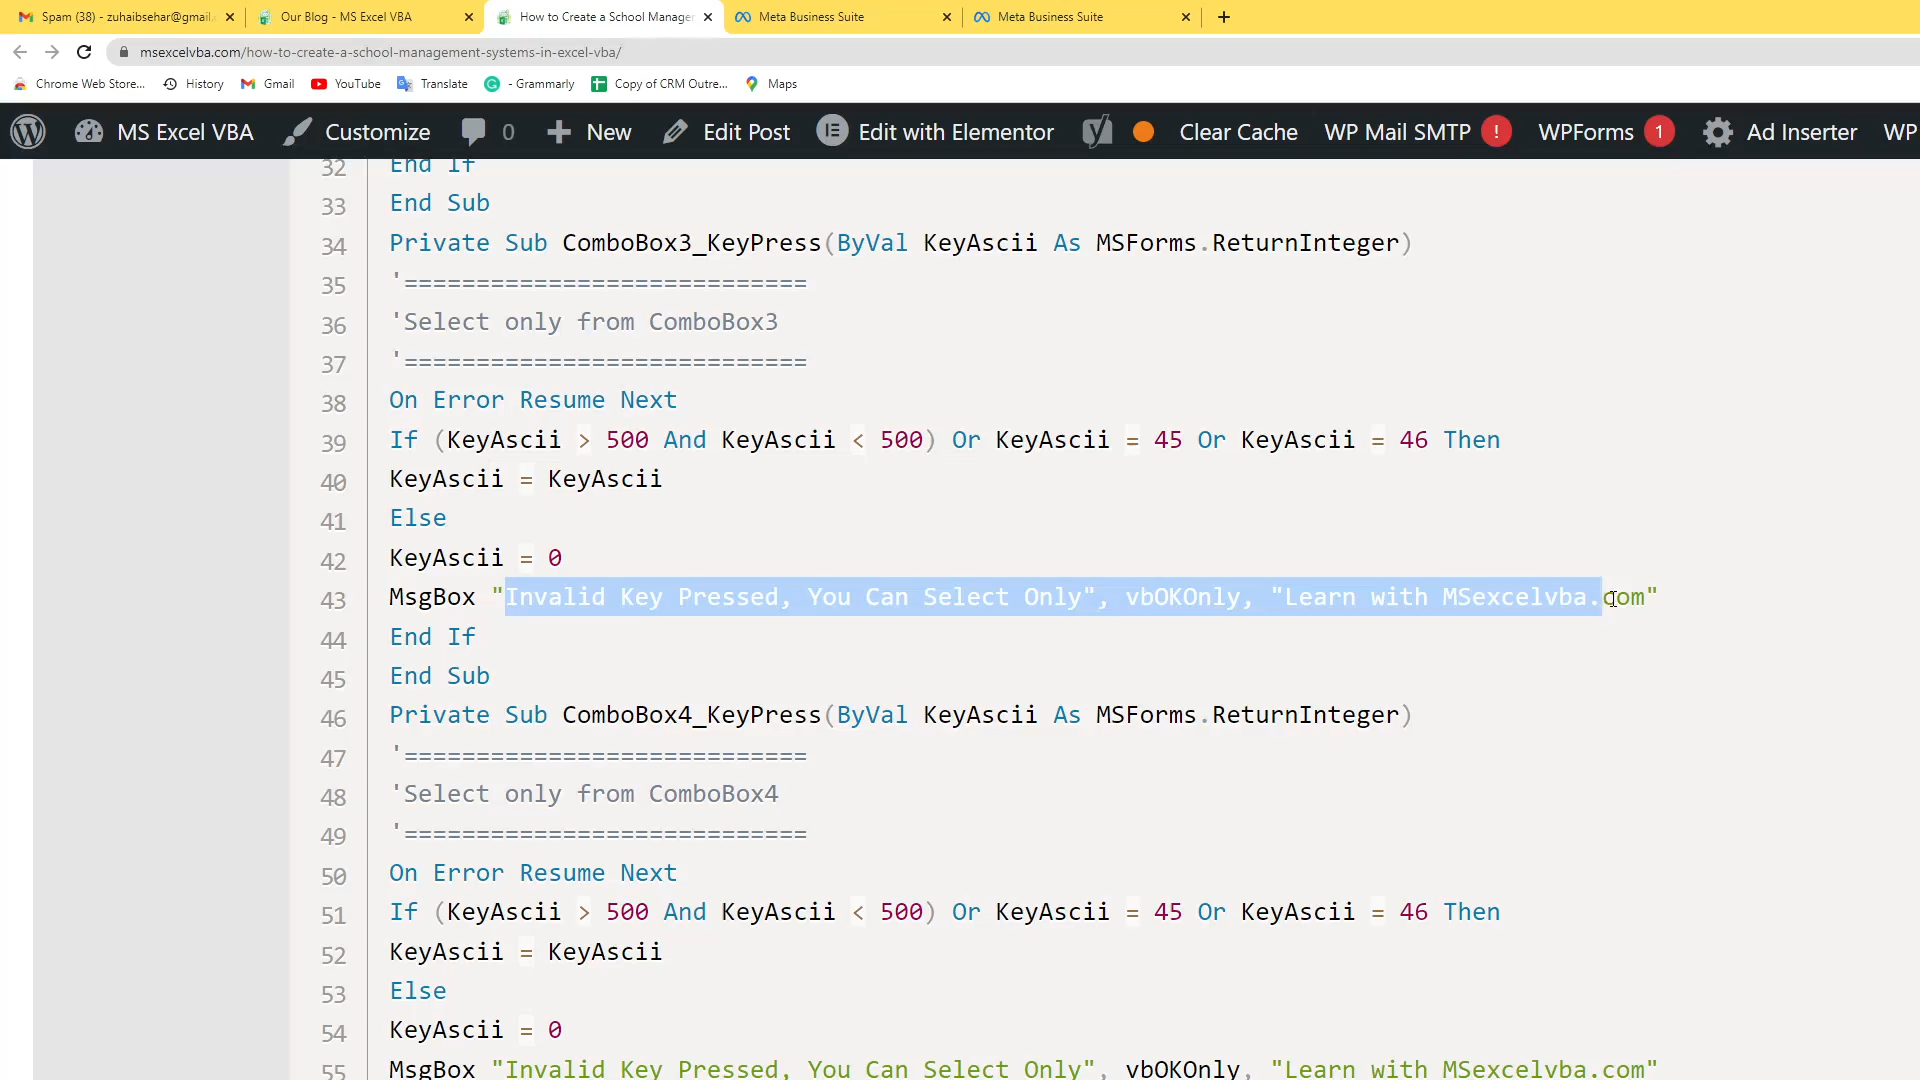 Spam (38) - zuhaibsehar@gmail.
Our Blog - MS Excel VBA
How to Create a School Manager
Meta Business Suite
Meta Business Suite
msexcelvba.com/how-to-create-a-school-management-systems-in-excel-vba/
Chrome Web Store...
History
Gmail
YouTube
Translate
- Grammarly
Copy of CRM Outre...
Maps
MS Excel VBA
Customize
0
New
Edit Post
Edit with Elementor
Clear Cache
WP Mail SMTP !
WPForms 1
Ad Inserter
WP
32 End If
33 End Sub
34 Private Sub ComboBox3_KeyPress(ByVal KeyAscii As MSForms.ReturnInteger)
35 '============================
36 'Select only from ComboBox3
37 '============================
38 On Error Resume Next
39 If (KeyAscii > 500 And KeyAscii < 500) Or KeyAscii = 45 Or KeyAscii = 46 Then
40 KeyAscii = KeyAscii
41 Else
42 KeyAscii = 0
43 MsgBox "Invalid Key Pressed, You Can Select Only", vbOKOnly, "Learn with MSexcelvba.com"
44 End If
45 End Sub
46 Private Sub ComboBox4_KeyPress(ByVal KeyAscii As MSForms.ReturnInteger)
47 '============================
48 'Select only from ComboBox4
49 '============================
50 On Error Resume Next
51 If (KeyAscii > 500 And KeyAscii < 500) Or KeyAscii = 45 Or KeyAscii = 46 Then
52 KeyAscii = KeyAscii
53 Else
54 KeyAscii = 0
55 MsgBox "Invalid Key Pressed, You Can Select Only", vbOKOnly, "Learn with MSexcelvba.com"